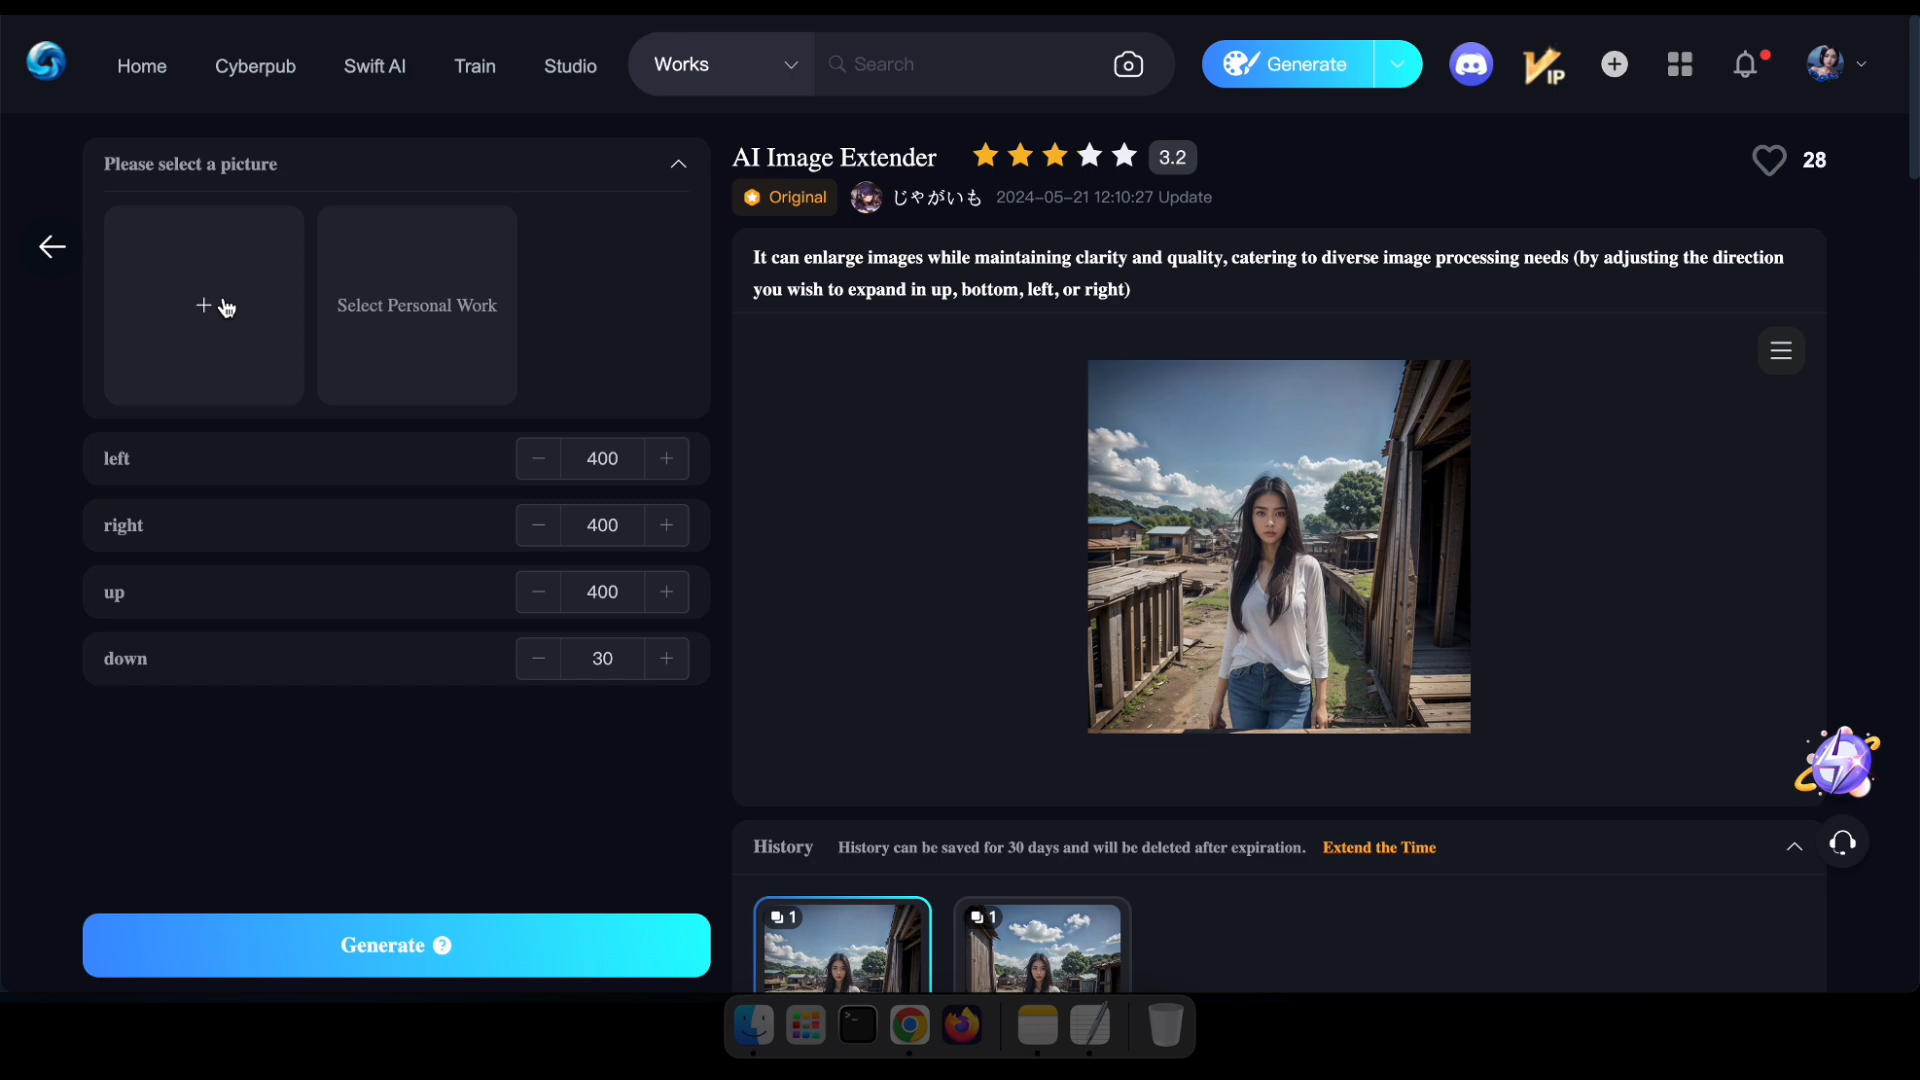 Home
Cyberpub
Swift AI
Train
Studio
Works
Search
Generate
VIP
Please select a picture
+
Select Personal Work
left
− 400 +
right
− 400 +
up
− 400 +
down
− 30 +
Generate ?
AI Image Extender
3.2
28
Original
じゃがいも
2024-05-21 12:10:27 Update
It can enlarge images while maintaining clarity and quality, catering to diverse image processing needs (by adjusting the direction
you wish to expand in up, bottom, left, or right)
History
History can be saved for 30 days and will be deleted after expiration.
Extend the Time
1
1